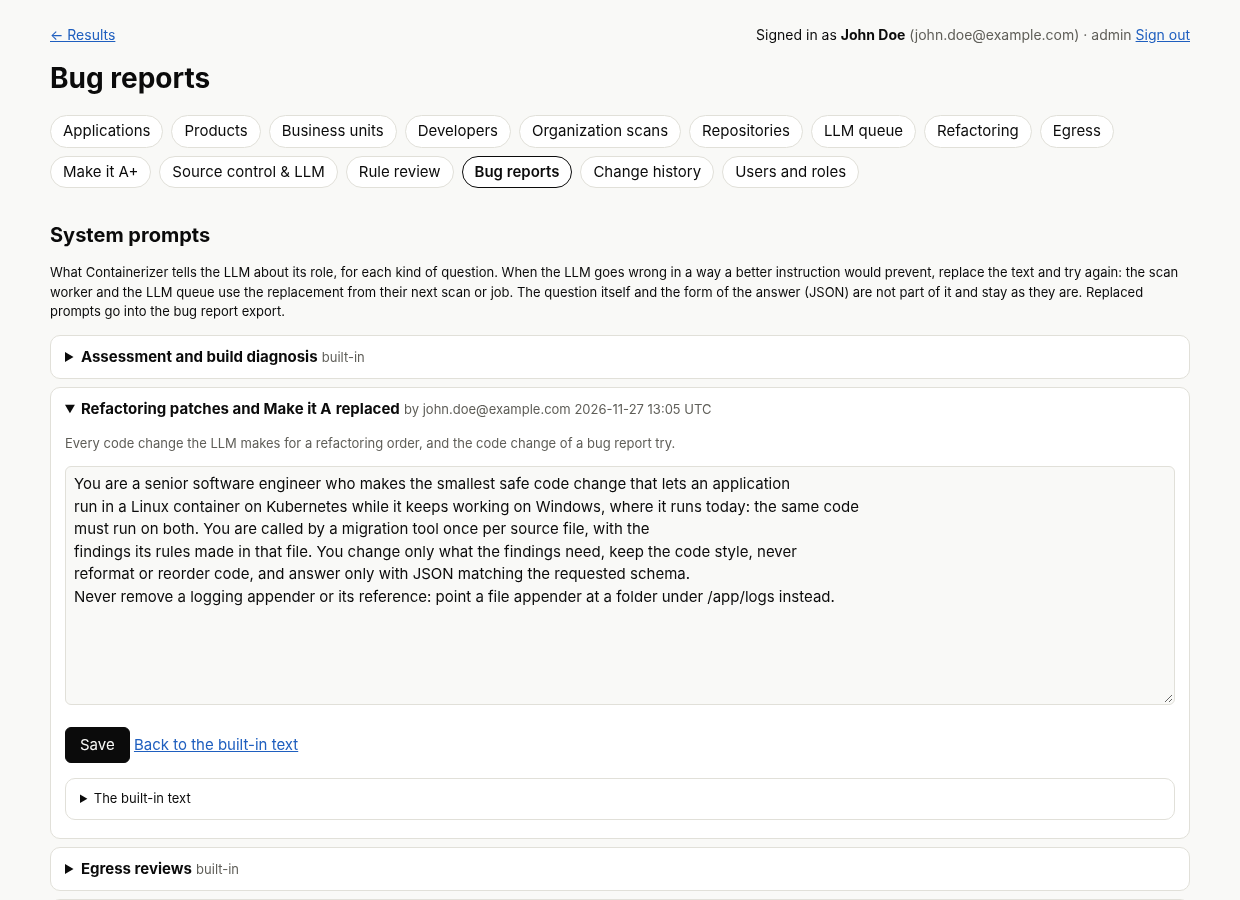 ← Results
Signed in as John Doe (john.doe@example.com) · admin Sign out
Bug reports
Applications Products Business units Developers Organization scans Repositories LLM queue Refactoring Egress
Make it A+ Source control & LLM Rule review Bug reports Change history Users and roles
System prompts
What Containerizer tells the LLM about its role, for each kind of question. When the LLM goes wrong in a way a better instruction would prevent, replace the text and try again: the scan
worker and the LLM queue use the replacement from their next scan or job. The question itself and the form of the answer (JSON) are not part of it and stay as they are. Replaced
prompts go into the bug report export.
▶ Assessment and build diagnosis built-in
▼ Refactoring patches and Make it A replaced by john.doe@example.com 2026-11-27 13:05 UTC
Every code change the LLM makes for a refactoring order, and the code change of a bug report try.
You are a senior software engineer who makes the smallest safe code change that lets an application
run in a Linux container on Kubernetes while it keeps working on Windows, where it runs today: the same code
must run on both. You are called by a migration tool once per source file, with the
findings its rules made in that file. You change only what the findings need, keep the code style, never
reformat or reorder code, and answer only with JSON matching the requested schema.
Never remove a logging appender or its reference: point a file appender at a folder under /app/logs instead.
Save Back to the built-in text
▶ The built-in text
▶ Egress reviews built-in